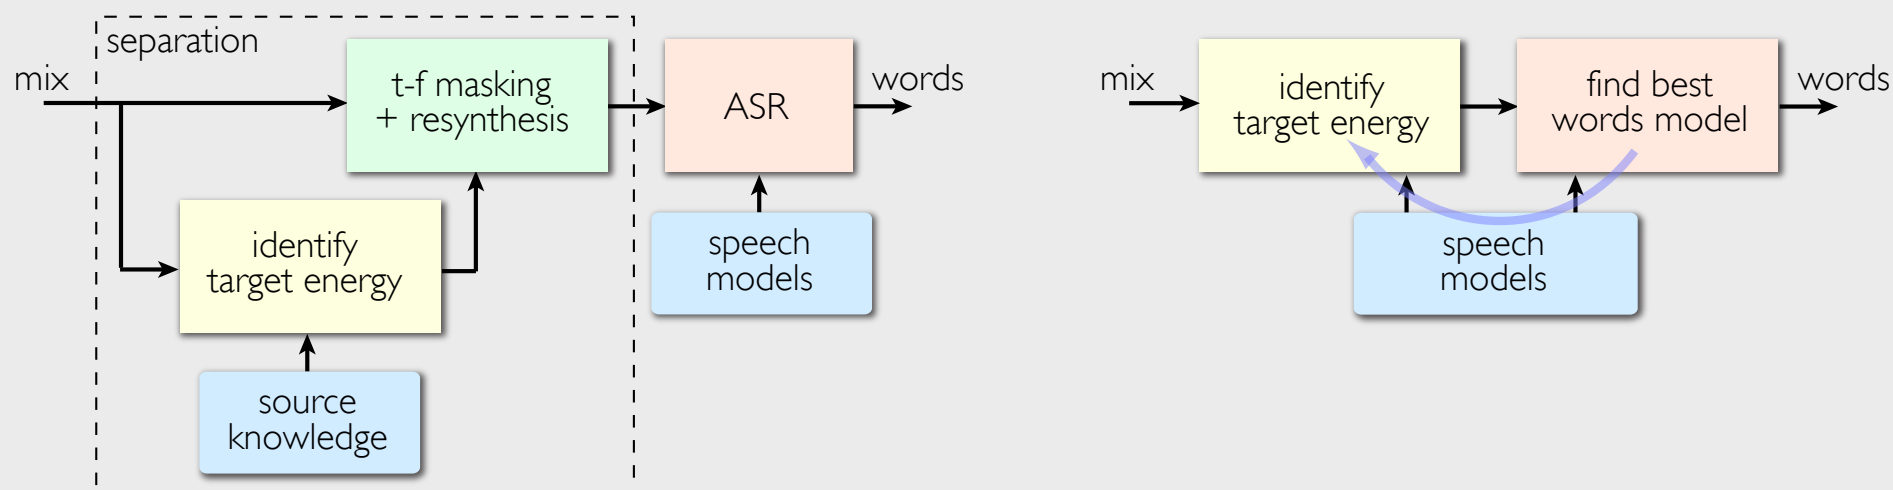 separation
mix
t-f masking
+ resynthesis
ASR
words
identify
target energy
speech
models
source
knowledge
mix
identify
target energy
find best
words model
words
speech
models